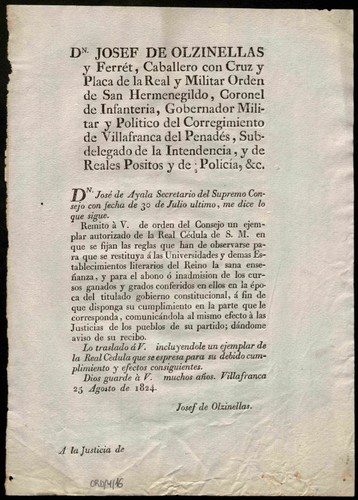 DN. JOSEF DE OLZINELLAS
y Ferrét, Caballero con Cruz y
Placa de la Real y Militar Orden
de San Hermenegildo, Coronel
de Infanteria, Gobernador Mili-
tar y Politico del Corregimiento
de Villafranca del Penadés, Sub-
delegado de la Intendencia, y de
Reales Positos y de Policía, &c.
DN. José de Ayala Secretario del Supremo Con-
sejo con fecha de 30 de Julio ultimo, me dice lo
que sigue.
Remito à V. de orden del Consejo un ejem-
plar autorizado de la Real Cédula de S. M. en
que se fijan las reglas que han de observarse pa-
ra que se restituya á las Universidades y demas Es-
tablecimientos literarios del Reino la sana ense-
ñanza, y para el abono ó inadmision de los cur-
sos ganados y grados conferidos en ellos en la épo-
ca del titulado gobierno constitucional, á fin de
que disponga su cumplimiento en la parte que le
corresponda, comunicándola al mismo efecto á las
Justicias de los pueblos de su partido; dándome
aviso de su recibo.
Lo traslado á V. incluyendole un ejemplar de
la Real Cédula que se espresa para su debido cum-
plimiento y efectos consiguientes.
Dios guarde à V. muchos años. Villafranca
25 Agosto de 1824.
Josef de Olzinellas.
A la Justicia de